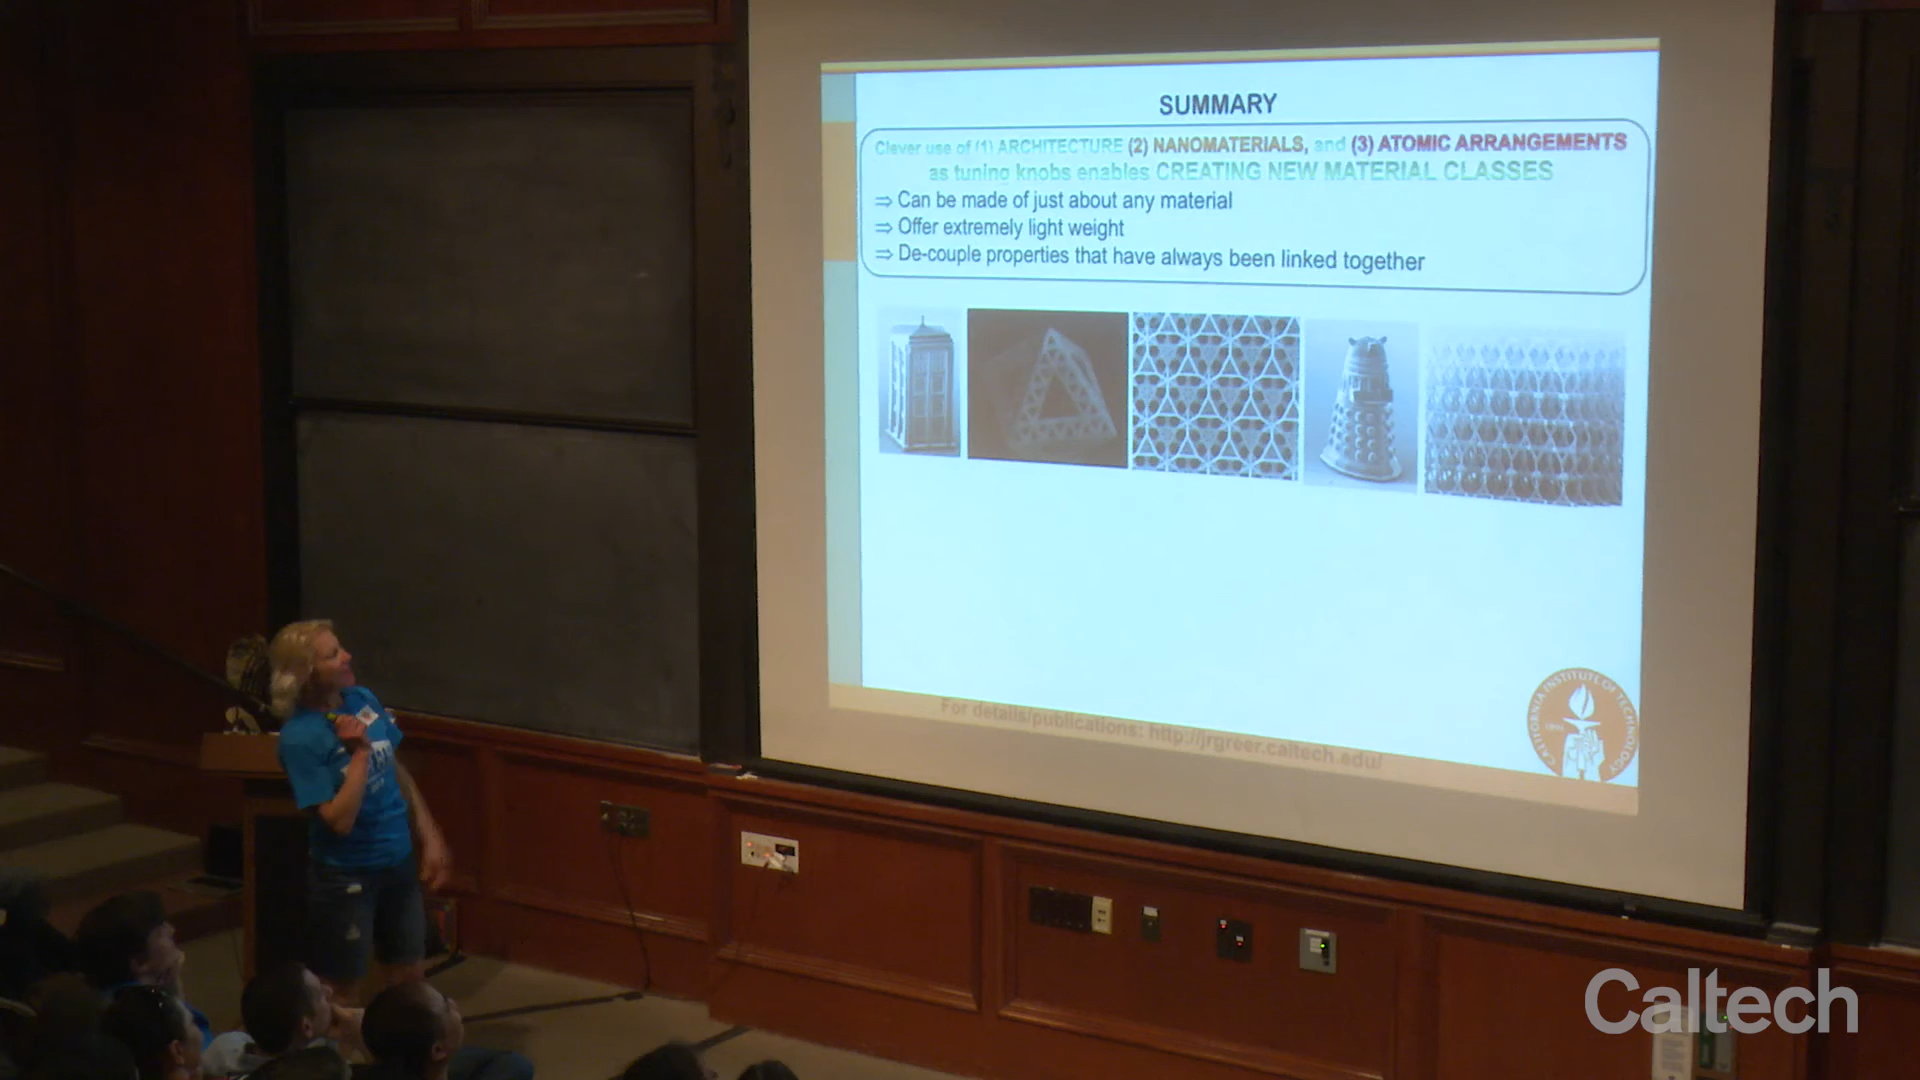 SUMMARY
Clever use of (1) ARCHITECTURE (2) NANOMATERIALS, and (3) ATOMIC ARRANGEMENTS
as tuning knobs enables CREATING NEW MATERIAL CLASSES
⇒ Can be made of just about any material
⇒ Offer extremely light weight
⇒ De-couple properties that have always been linked together
For details/publications: http://jrgreer.caltech.edu/
CALIFORNIA INSTITUTE OF TECHNOLOGY
1891
Caltech